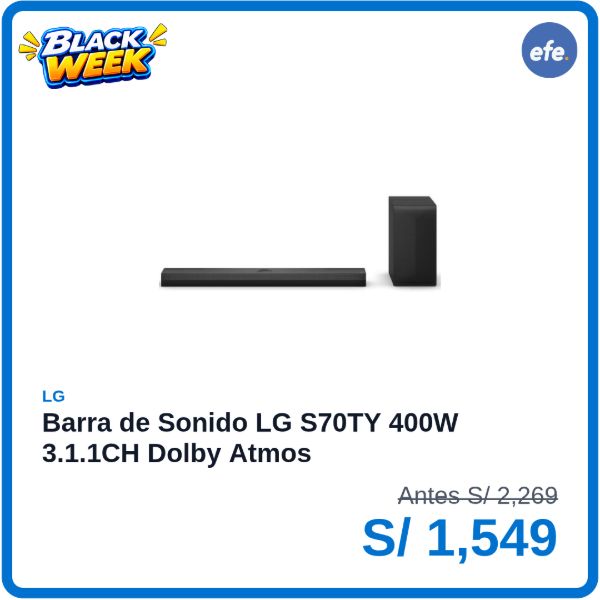 BLACK
WEEK
efe.
LG
Barra de Sonido LG S70TY 400W
3.1.1CH Dolby Atmos
Antes S/ 2,269
S/ 1,549